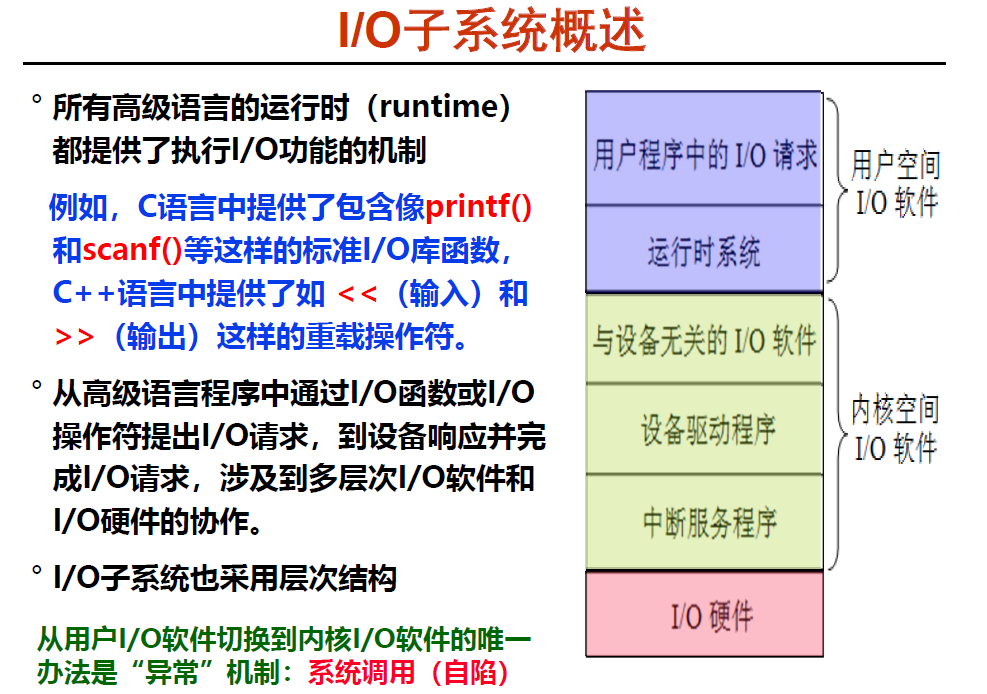 I/O子系统概述
° 所有高级语言的运行时（runtime）
都提供了执行I/O功能的机制
例如，C语言中提供了包含像printf()
和scanf()等这样的标准I/O库函数，
C++语言中提供了如 <<（输入）和
>>（输出）这样的重载操作符。
° 从高级语言程序中通过I/O函数或I/O
操作符提出I/O请求，到设备响应并完
成I/O请求，涉及到多层次I/O软件和
I/O硬件的协作。
° I/O子系统也采用层次结构
从用户I/O软件切换到内核I/O软件的唯一
办法是“异常”机制：系统调用（自陷）
用户程序中的 I/O 请求
运行时系统
与设备无关的 I/O 软件
设备驱动程序
中断服务程序
I/O 硬件
用户空间
I/O 软件
内核空间
I/O 软件